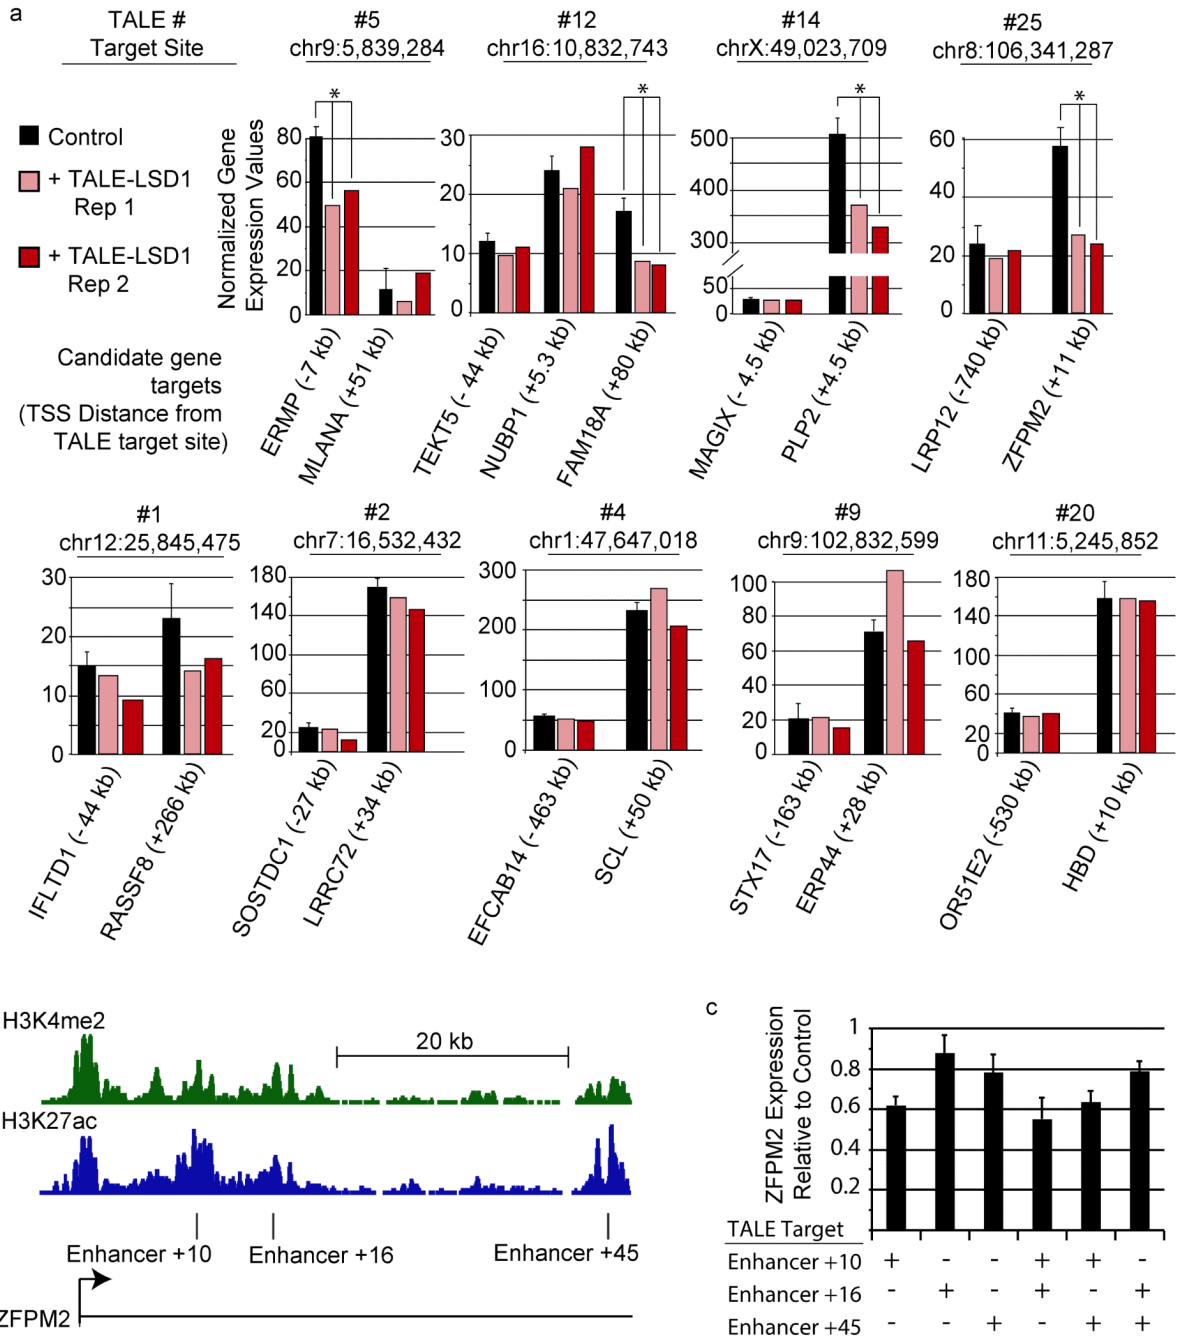 a
TALE # #5 #12 #14 #25
Target Site chr9:5,839,284 chr16:10,832,743 chrX:49,023,709 chr8:106,341,287
Control
+ TALE-LSD1
Rep 1
+ TALE-LSD1
Rep 2
Normalized Gene
Expression Values
* * * *
80
60
40
20
0
30
20
10
0
500
400
300
50
0
60
40
20
0
Candidate gene
targets
(TSS Distance from
TALE target site)
ERMP (-7 kb)
MLANA (+51 kb)
TEKT5 (- 44 kb)
NUBP1 (+5.3 kb)
FAM18A (+80 kb)
MAGIX (- 4.5 kb)
PLP2 (+4.5 kb)
LRP12 (-740 kb)
ZFPM2 (+11 kb)
#1 #2 #4 #9 #20
chr12:25,845,475 chr7:16,532,432 chr1:47,647,018 chr9:102,832,599 chr11:5,245,852
30
20
10
0
180
140
100
60
20
0
300
200
100
0
100
80
60
40
20
0
180
140
100
60
20
0
IFLTD1 (- 44 kb)
RASSF8 (+266 kb)
SOSTDC1 (-27 kb)
LRRC72 (+34 kb)
EFCAB14 (- 463 kb)
SCL (+50 kb)
STX17 (-163 kb)
ERP44 (+28 kb)
OR51E2 (-530 kb)
HBD (+10 kb)
H3K4me2
20 kb
H3K27ac
Enhancer +10 Enhancer +16 Enhancer +45
ZFPM2
c
ZFPM2 Expression
Relative to Control
1
0.8
0.6
0.4
0.2
TALE Target
Enhancer +10 + - - + + -
Enhancer +16 - + - + - +
Enhancer +45 - - + - + +